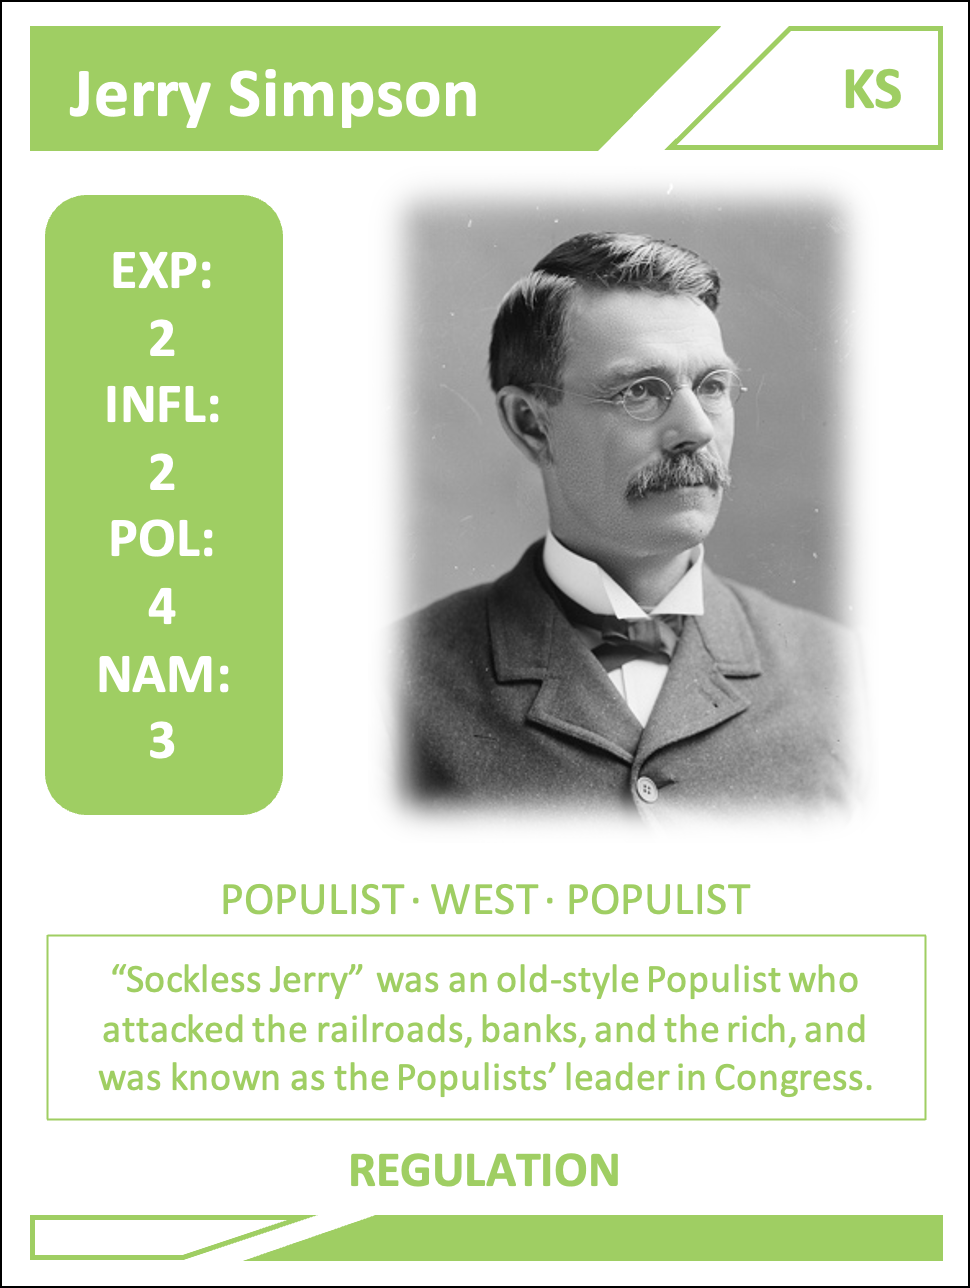 Jerry Simpson
KS
EXP:
2
INFL:
2
POL:
4
NAM:
3
POPULIST · WEST · POPULIST
“Sockless Jerry” was an old-style Populist who
attacked the railroads, banks, and the rich, and
was known as the Populists’ leader in Congress.
REGULATION